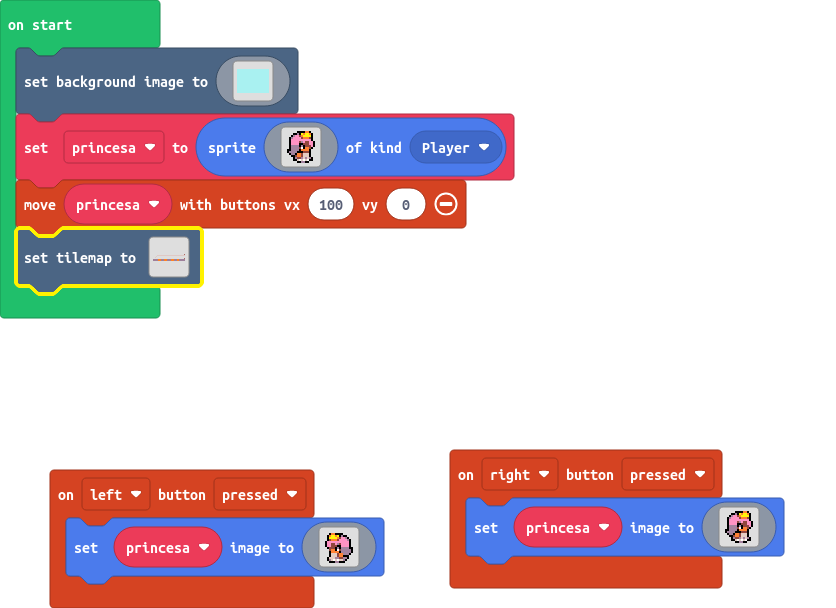 on start
set background image to
set princesa to sprite of kind Player
move princesa with buttons vx 100 vy 0
set tilemap to
on left button pressed
set princesa image to
on right button pressed
set princesa image to